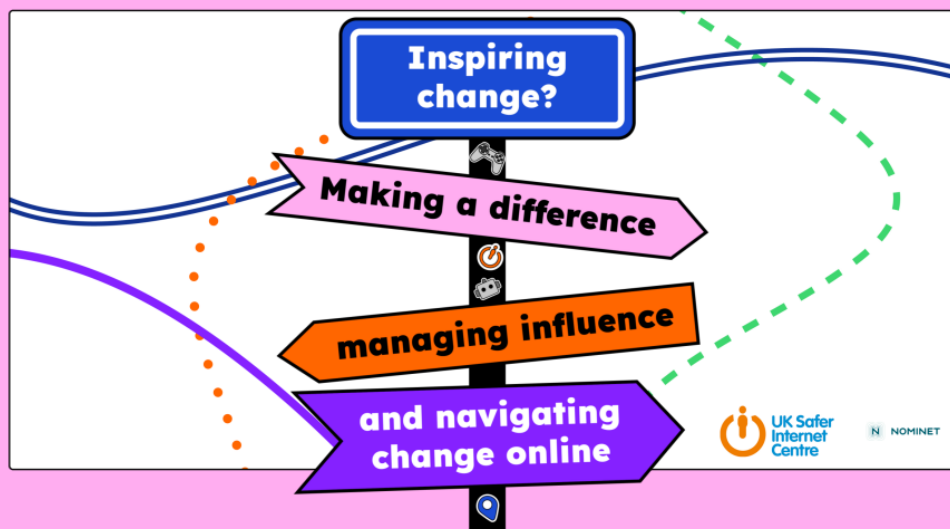 Inspiring
change?
Making a difference
managing influence
and navigating
change online
UK Safer
Internet
Centre
N NOMINET